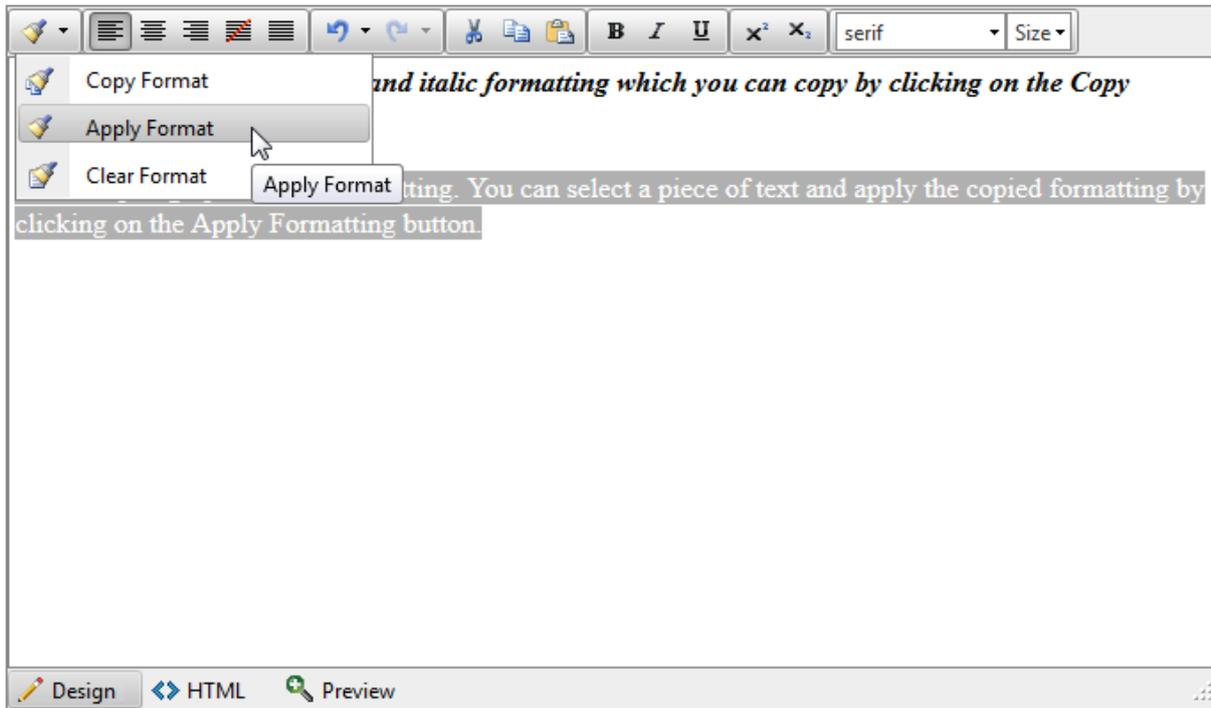 B I U x² x₂ serif Size
Copy Format
and italic formatting which you can copy by clicking on the Copy
Apply Format
Clear Format
Apply Format
You can select a piece of text and apply the copied formatting by
clicking on the Apply Formatting button.
Design HTML Preview